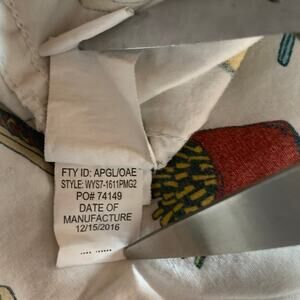 FTY ID: APGL/OAE
STYLE: WYS7-1611PMG2
PO# 74149
DATE OF
MANUFACTURE
12/15/2016